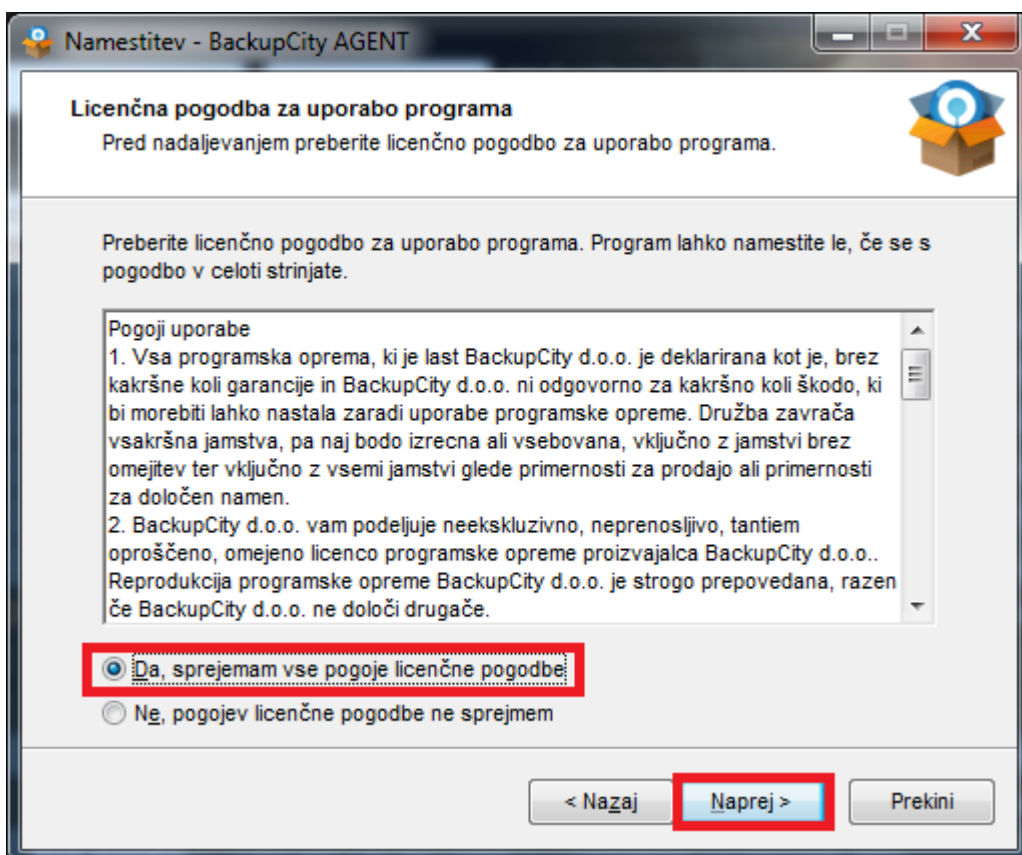 Namestitev - BackupCity AGENT
Licenčna pogodba za uporabo programa
Pred nadaljevanjem preberite licenčno pogodbo za uporabo programa.
Preberite licenčno pogodbo za uporabo programa. Program lahko namestite le, če se s
pogodbo v celoti strinjate.
Pogoji uporabe
1. Vsa programska oprema, ki je last BackupCity d.o.o. je deklarirana kot je, brez
kakršne koli garancije in BackupCity d.o.o. ni odgovorno za kakršno koli škodo, ki
bi morebiti lahko nastala zaradi uporabe programske opreme. Družba zavrača
vsakršna jamstva, pa naj bodo izrecna ali vsebovana, vključno z jamstvi brez
omejitev ter vključno z vsemi jamstvi glede primernosti za prodajo ali primernosti
za določen namen.
2. BackupCity d.o.o. vam podeljuje neekskluzivno, neprenosljivo, tantiem
oproščeno, omejeno licenco programske opreme proizvajalca BackupCity d.o.o..
Reprodukcija programske opreme BackupCity d.o.o. je strogo prepovedana, razen
če BackupCity d.o.o. ne določi drugače.
Da, sprejemam vse pogoje licenčne pogodbe
Ne, pogojev licenčne pogodbe ne sprejmem
< Nazaj Naprej > Prekini